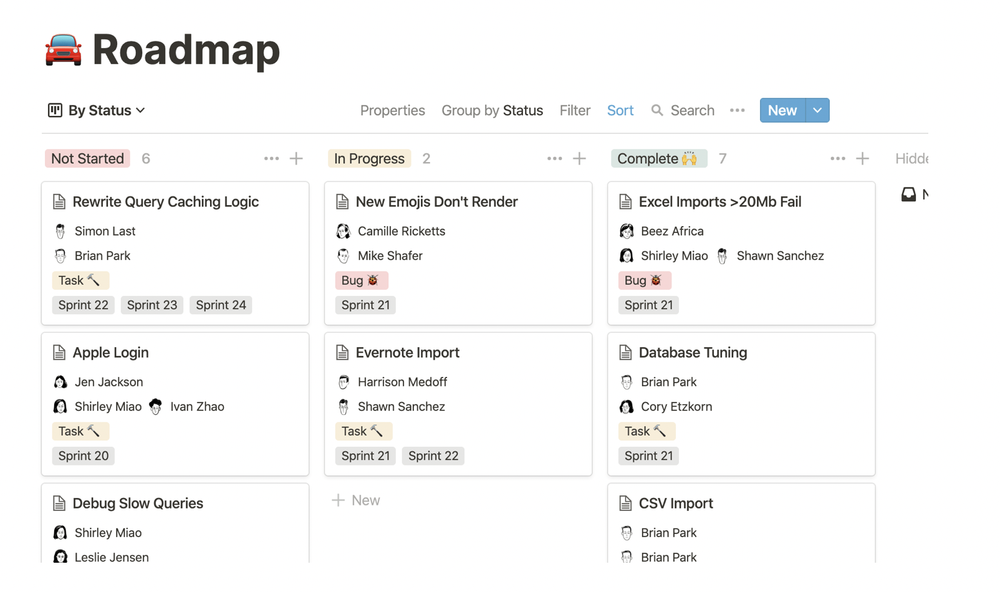 Roadmap
By Status
Properties
Group by Status
Filter
Sort
Search
New
Not Started 6
In Progress 2
Complete 🙌 7
Rewrite Query Caching Logic
Simon Last
Brian Park
Task 🔨
Sprint 22 Sprint 23 Sprint 24
Apple Login
Jen Jackson
Shirley Miao Ivan Zhao
Task 🔨
Sprint 20
Debug Slow Queries
Shirley Miao
Leslie Jensen
New Emojis Don't Render
Camille Ricketts
Mike Shafer
Bug 🐞
Sprint 21
Evernote Import
Harrison Medoff
Shawn Sanchez
Task 🔨
Sprint 21 Sprint 22
New
Excel Imports >20Mb Fail
Beez Africa
Shirley Miao Shawn Sanchez
Bug 🐞
Sprint 21
Database Tuning
Brian Park
Cory Etzkorn
Task 🔨
Sprint 21
CSV Import
Brian Park
Brian Park